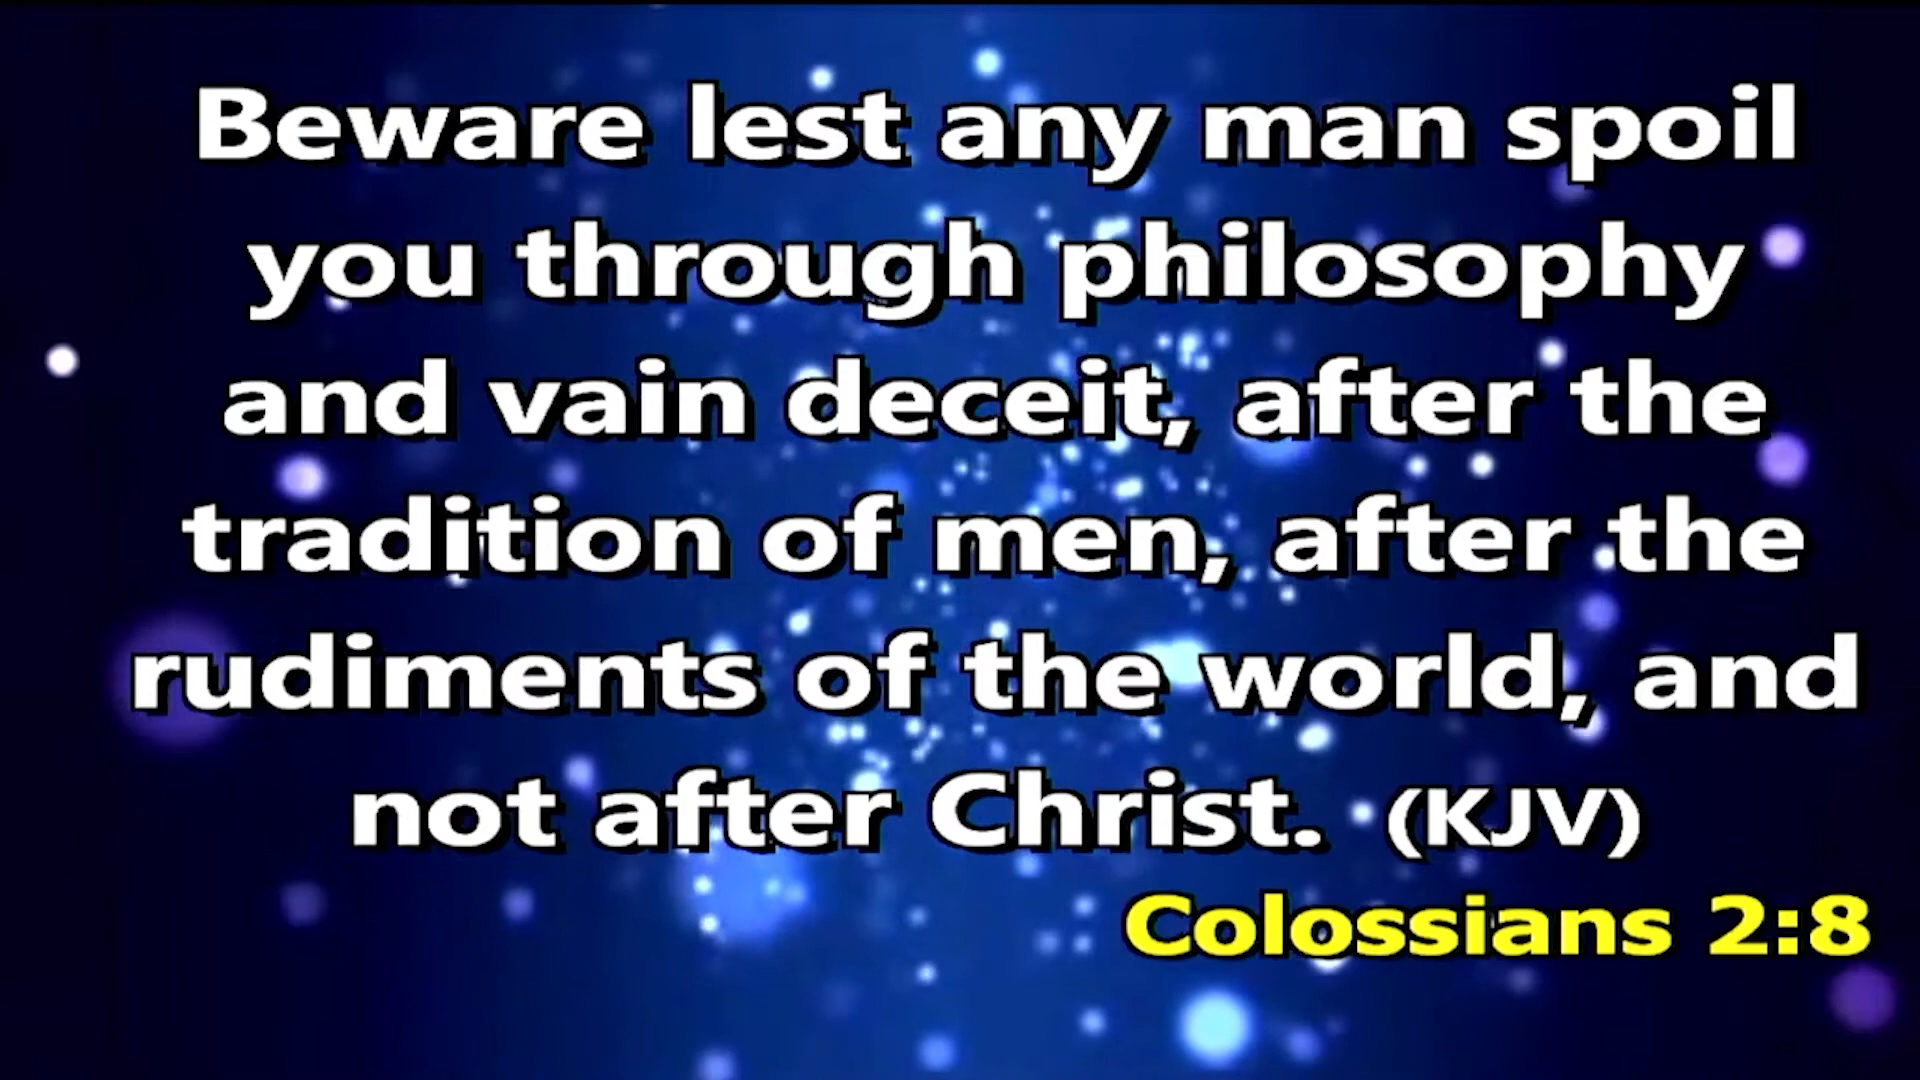 Beware lest any man spoil
you through philosophy
and vain deceit, after the
tradition of men, after the
rudiments of the world, and
not after Christ. (KJV)
Colossians 2:8